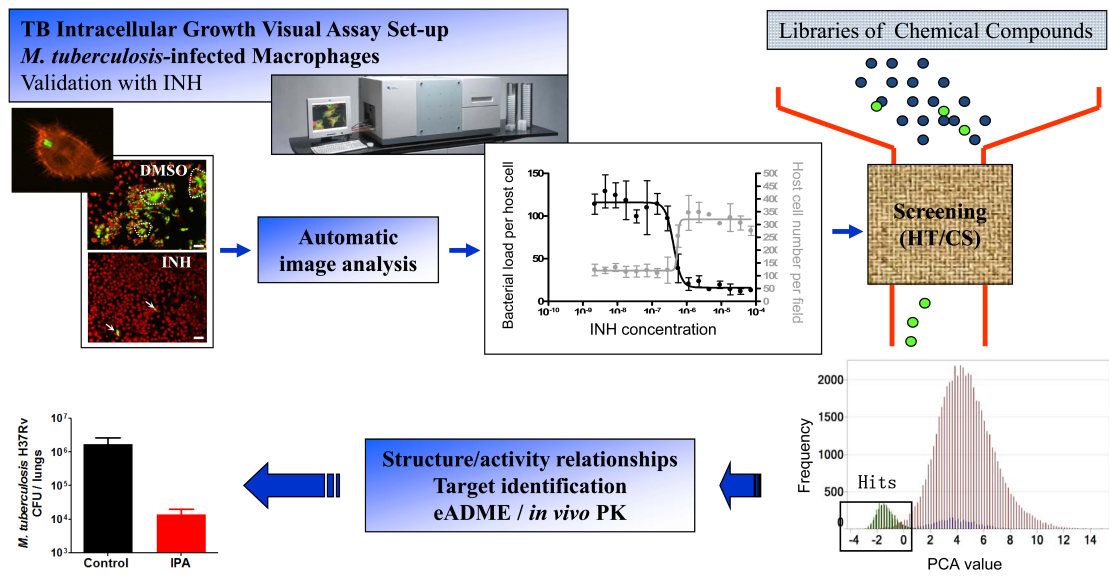 TB Intracellular Growth Visual Assay Set-up
M. tuberculosis-infected Macrophages
Validation with INH
Libraries of Chemical Compounds
DMSO
INH
Automatic
image analysis
Bacterial load per host cell
150
100
50
0
Host cell number per field
500
450
400
350
300
250
200
150
100
50
0
10-10
10-9
10-8
10-7
10-6
10-5
10-4
INH concentration
Screening
(HT/CS)
M. tuberculosis H37Rv
CFU / lungs
10⁷
10⁶
10⁵
10⁴
10³
Control
IPA
Structure/activity relationships
Target identification
eADME / in vivo PK
Frequency
2000
1500
1000
500
0
Hits
-4 -2 0 2 4 6 8 10 12 14
PCA value